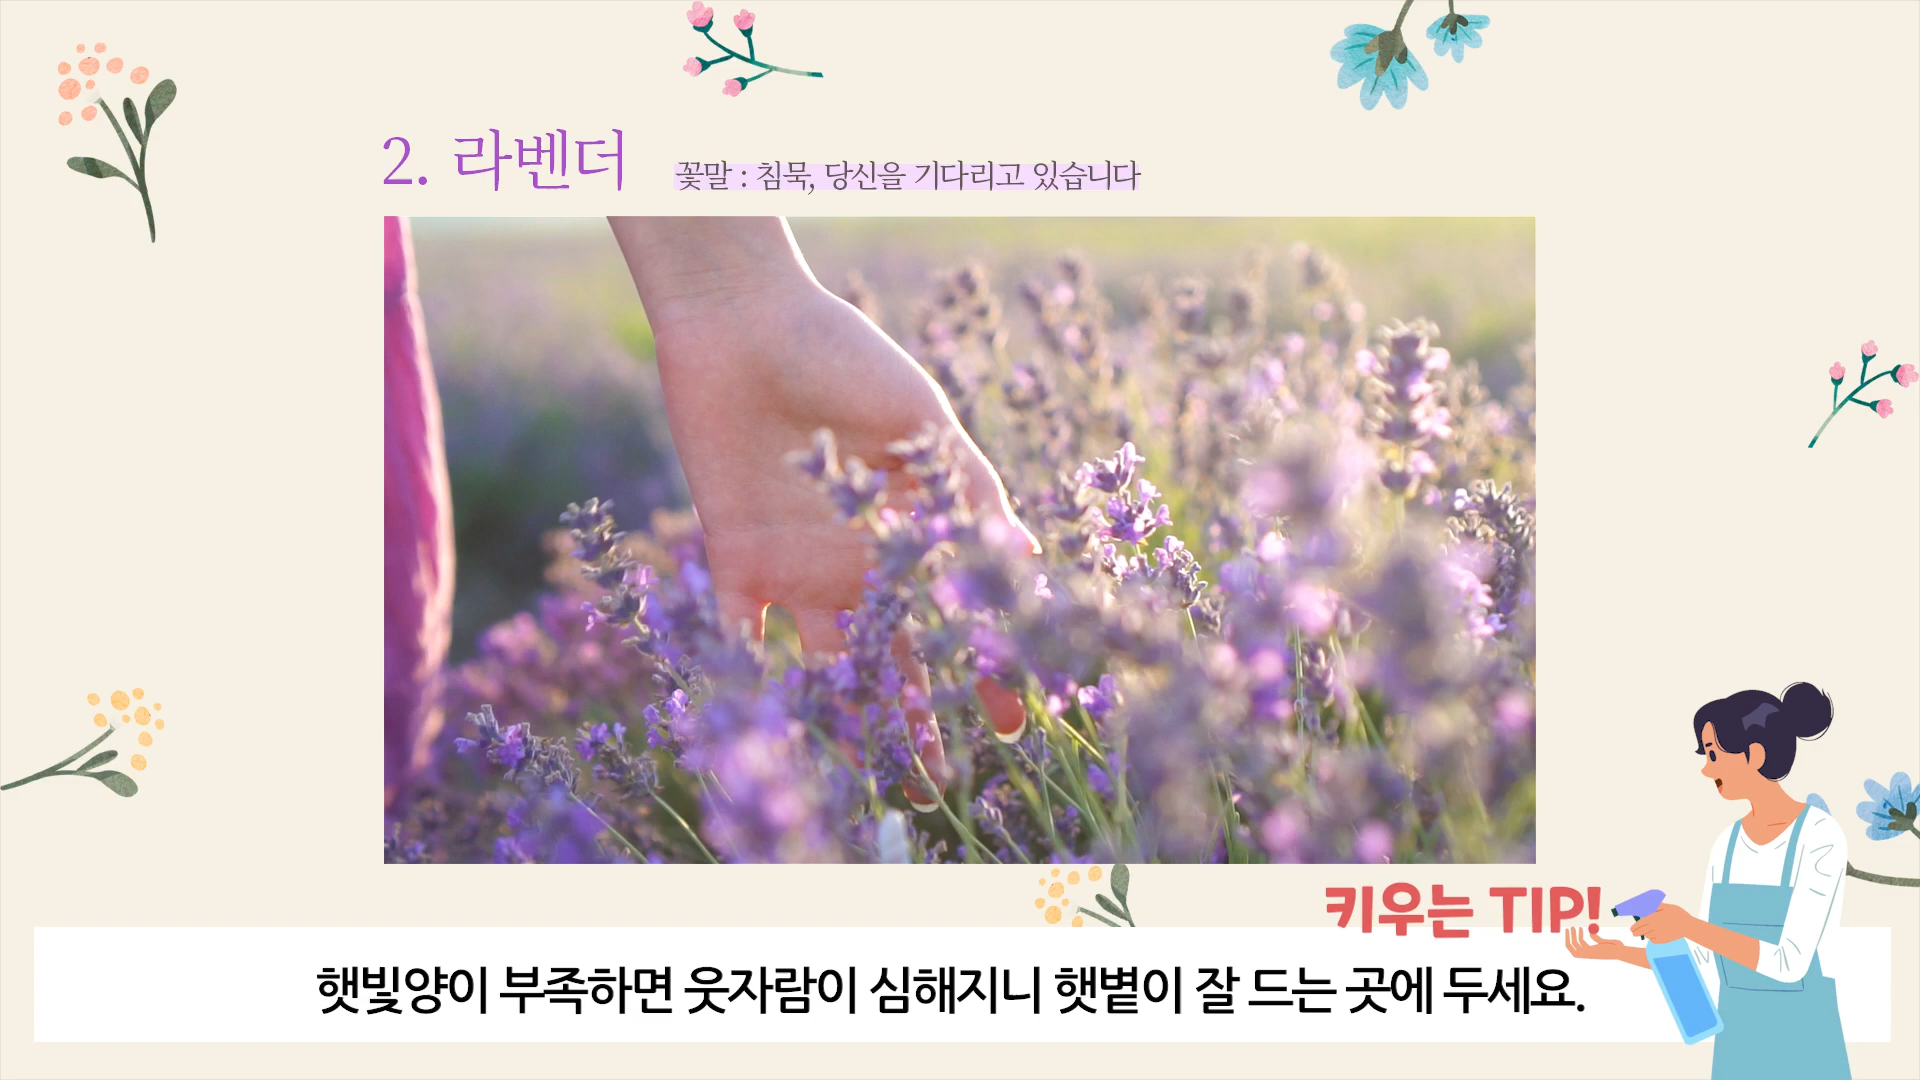 2. 라벤더
꽃말 : 침묵, 당신을 기다리고 있습니다
키우는 TIP!
햇빛양이 부족하면 웃자람이 심해지니 햇볕이 잘 드는 곳에 두세요.